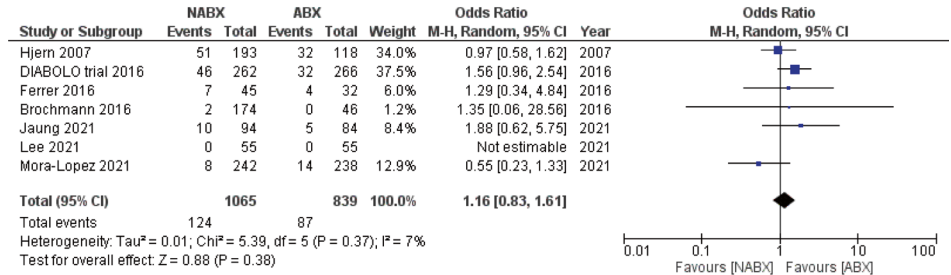 NABX ABX Odds Ratio Odds Ratio
Study or Subgroup Events Total Events Total Weight M-H, Random, 95% CI Year M-H, Random, 95% CI
Hjern 2007 51 193 32 118 34.0% 0.97 [0.58, 1.62] 2007
DIABOLO trial 2016 46 262 32 266 37.5% 1.56 [0.96, 2.54] 2016
Ferrer 2016 7 45 4 32 6.0% 1.29 [0.34, 4.84] 2016
Brochmann 2016 2 174 0 46 1.2% 1.35 [0.06, 28.56] 2016
Jaung 2021 10 94 5 84 8.4% 1.88 [0.62, 5.75] 2021
Lee 2021 0 55 0 55 Not estimable 2021
Mora-Lopez 2021 8 242 14 238 12.9% 0.55 [0.23, 1.33] 2021
Total (95% CI) 1065 839 100.0% 1.16 [0.83, 1.61]
Total events 124 87
Heterogeneity: Tau² = 0.01; Chi² = 5.39, df = 5 (P = 0.37); I² = 7%
Test for overall effect: Z = 0.88 (P = 0.38)
0.01 0.1 1 10 100
Favours [NABX] Favours [ABX]